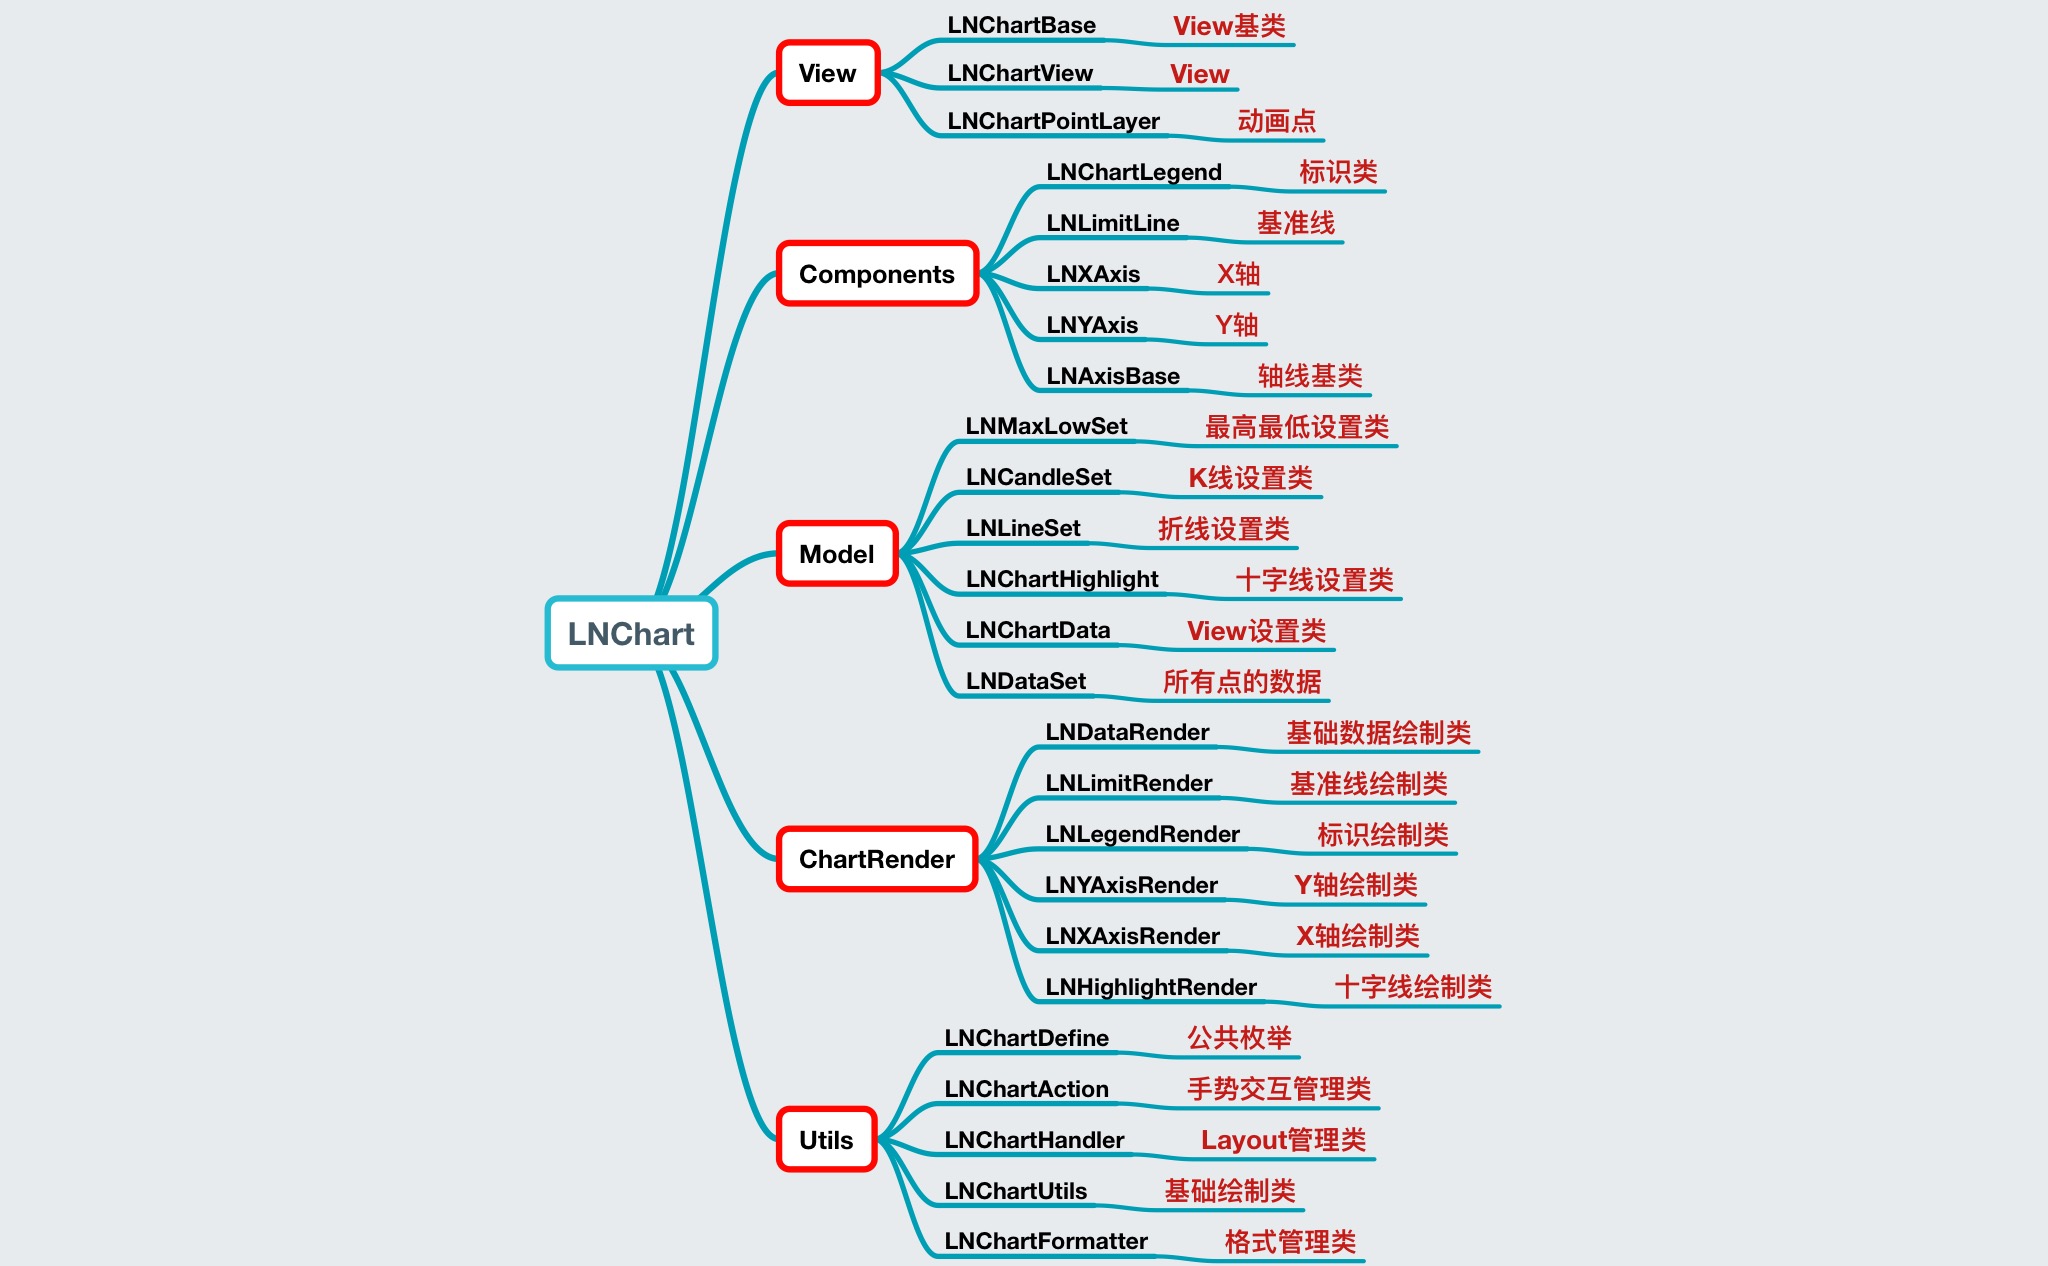 LNChart
View
LNChartBase View基类
LNChartView View
LNChartPointLayer 动画点
Components
LNChartLegend 标识类
LNLimitLine 基准线
LNXAxis X轴
LNYAxis Y轴
LNAxisBase 轴线基类
Model
LNMaxLowSet 最高最低设置类
LNCandleSet K线设置类
LNLineSet 折线设置类
LNChartHighlight 十字线设置类
LNChartData View设置类
LNDataSet 所有点的数据
ChartRender
LNDataRender 基础数据绘制类
LNLimitRender 基准线绘制类
LNLegendRender 标识绘制类
LNYAxisRender Y轴绘制类
LNXAxisRender X轴绘制类
LNHighlightRender 十字线绘制类
Utils
LNChartDefine 公共枚举
LNChartAction 手势交互管理类
LNChartHandler Layout管理类
LNChartUtils 基础绘制类
LNChartFormatter 格式管理类